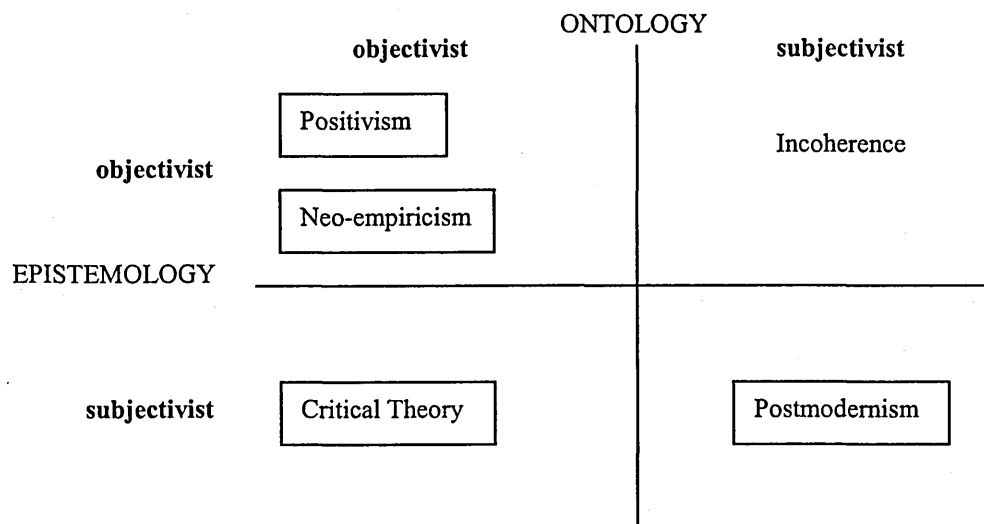 ONTOLOGY
objectivist
subjectivist
Positivism
Incoherence
objectivist
Neo-empiricism
EPISTEMOLOGY
subjectivist
Critical Theory
Postmodernism